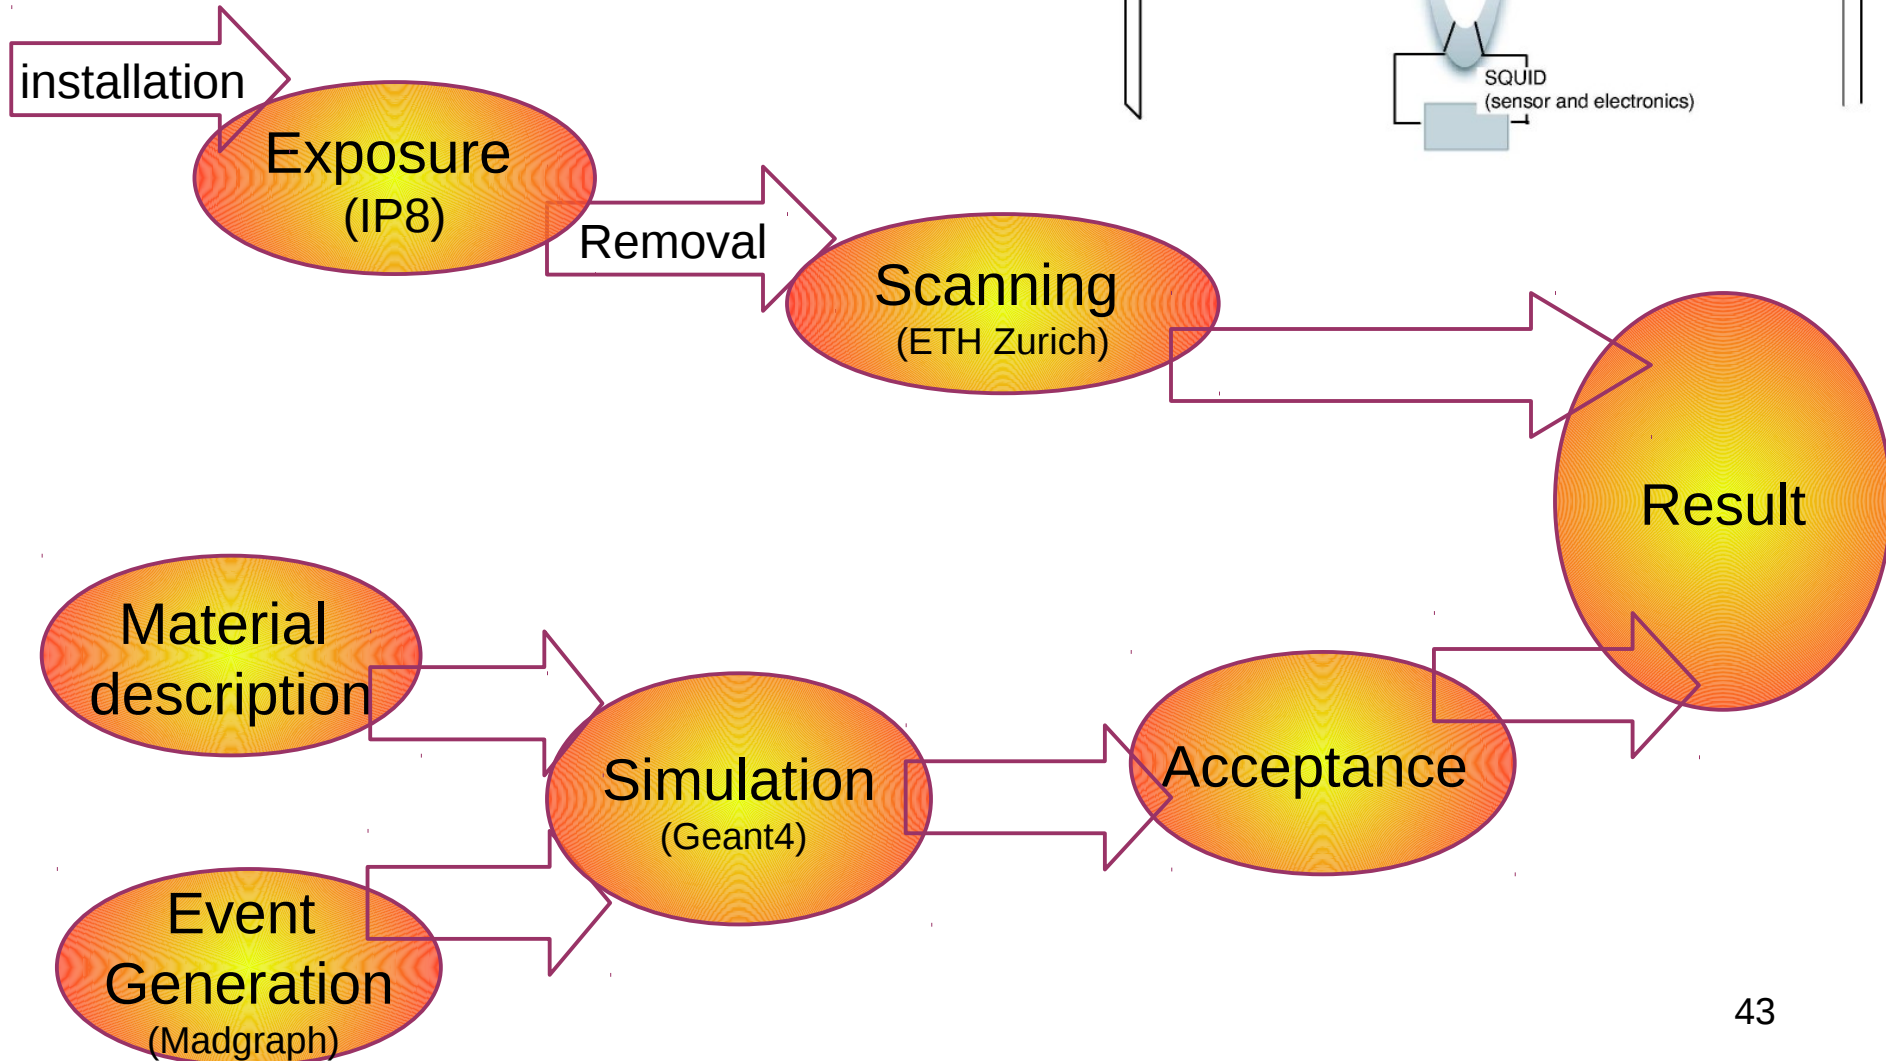 installation
Exposure
(IP8)
Removal
SQUID
(sensor and electronics)
Scanning
(ETH Zurich)
Result
Material
description
Simulation
(Geant4)
Acceptance
Event
Generation
(Madgraph)
43